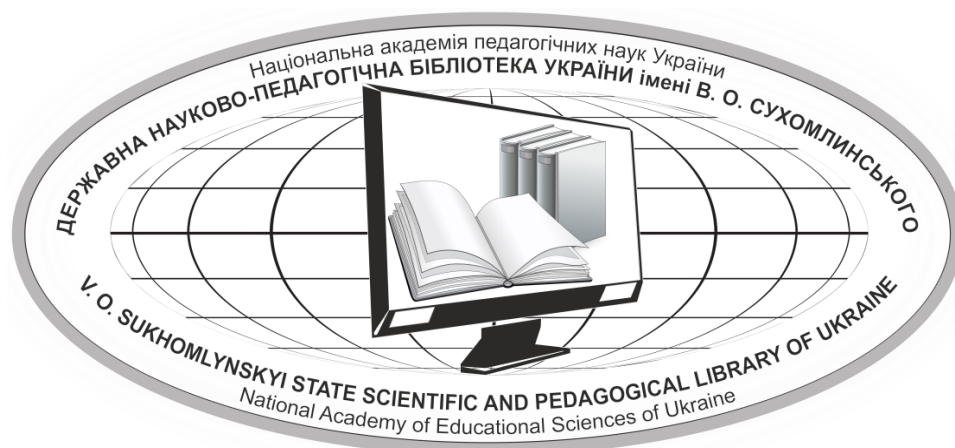 Національна академія педагогічних наук України
ДЕРЖАВНА НАУКОВО-ПЕДАГОГІЧНА БІБЛІОТЕКА УКРАЇНИ імені В. О. СУХОМЛИНСЬКОГО
V. O. SUKHOMLYNSKYI STATE SCIENTIFIC AND PEDAGOGICAL LIBRARY OF UKRAINE
National Academy of Educational Sciences of Ukraine